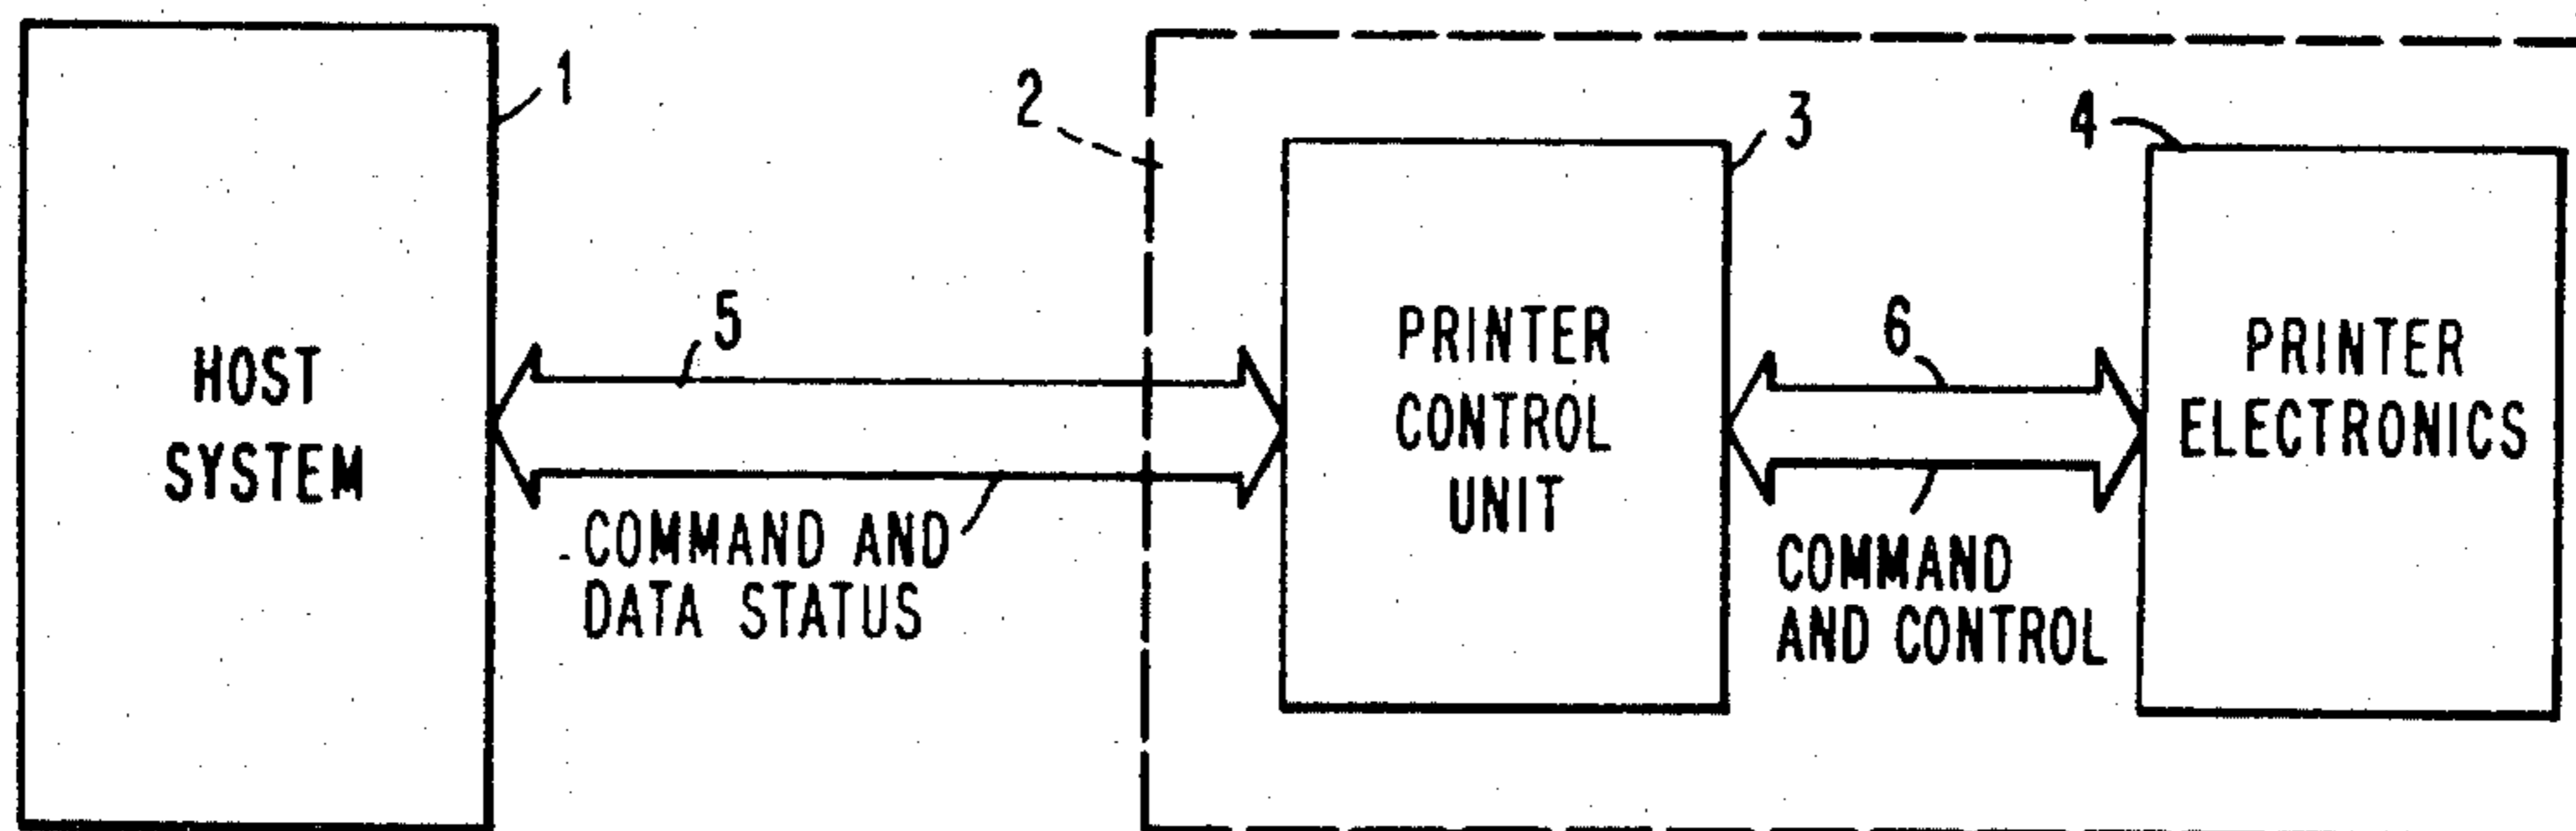 1
2
3
4
HOST
SYSTEM
5
COMMAND AND
DATA STATUS
PRINTER
CONTROL
UNIT
6
COMMAND
AND CONTROL
PRINTER
ELECTRONICS